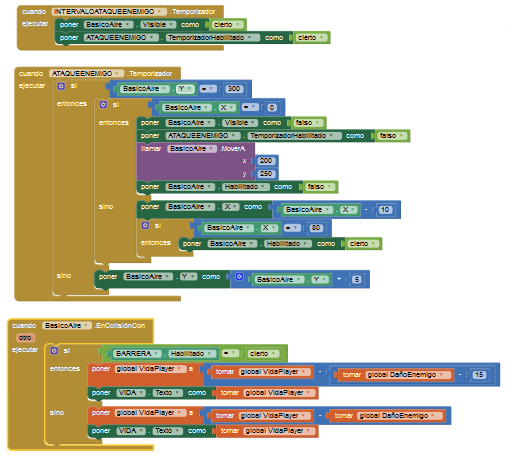 cuando INTERVALOATAQUEENEMIGO .Temporizador
ejecutar poner BasicoAire . Visible como cierto
poner ATAQUEENEMIGO . TemporizadorHabilitado como cierto
cuando ATAQUEENEMIGO .Temporizador
ejecutar si BasicoAire . Y = 300
entonces si BasicoAire . X = 0
entonces poner BasicoAire . Visible como falso
poner ATAQUEENEMIGO . TemporizadorHabilitado como falso
llamar BasicoAire .MoverA
x 200
y 250
poner BasicoAire . Habilitado como falso
sino poner BasicoAire . X como BasicoAire . X - 10
si BasicoAire . X = 80
entonces poner BasicoAire . Habilitado como cierto
sino poner BasicoAire . Y como BasicoAire . Y + 5
cuando BasicoAire .EnColisiónCon
otro
ejecutar si BARRERA . Habilitado = cierto
entonces poner global VidaPlayer a tomar global VidaPlayer - tomar global DañoEnemigo - 15
poner VIDA . Texto como tomar global VidaPlayer
sino poner global VidaPlayer a tomar global VidaPlayer - tomar global DañoEnemigo
poner VIDA . Texto como tomar global VidaPlayer